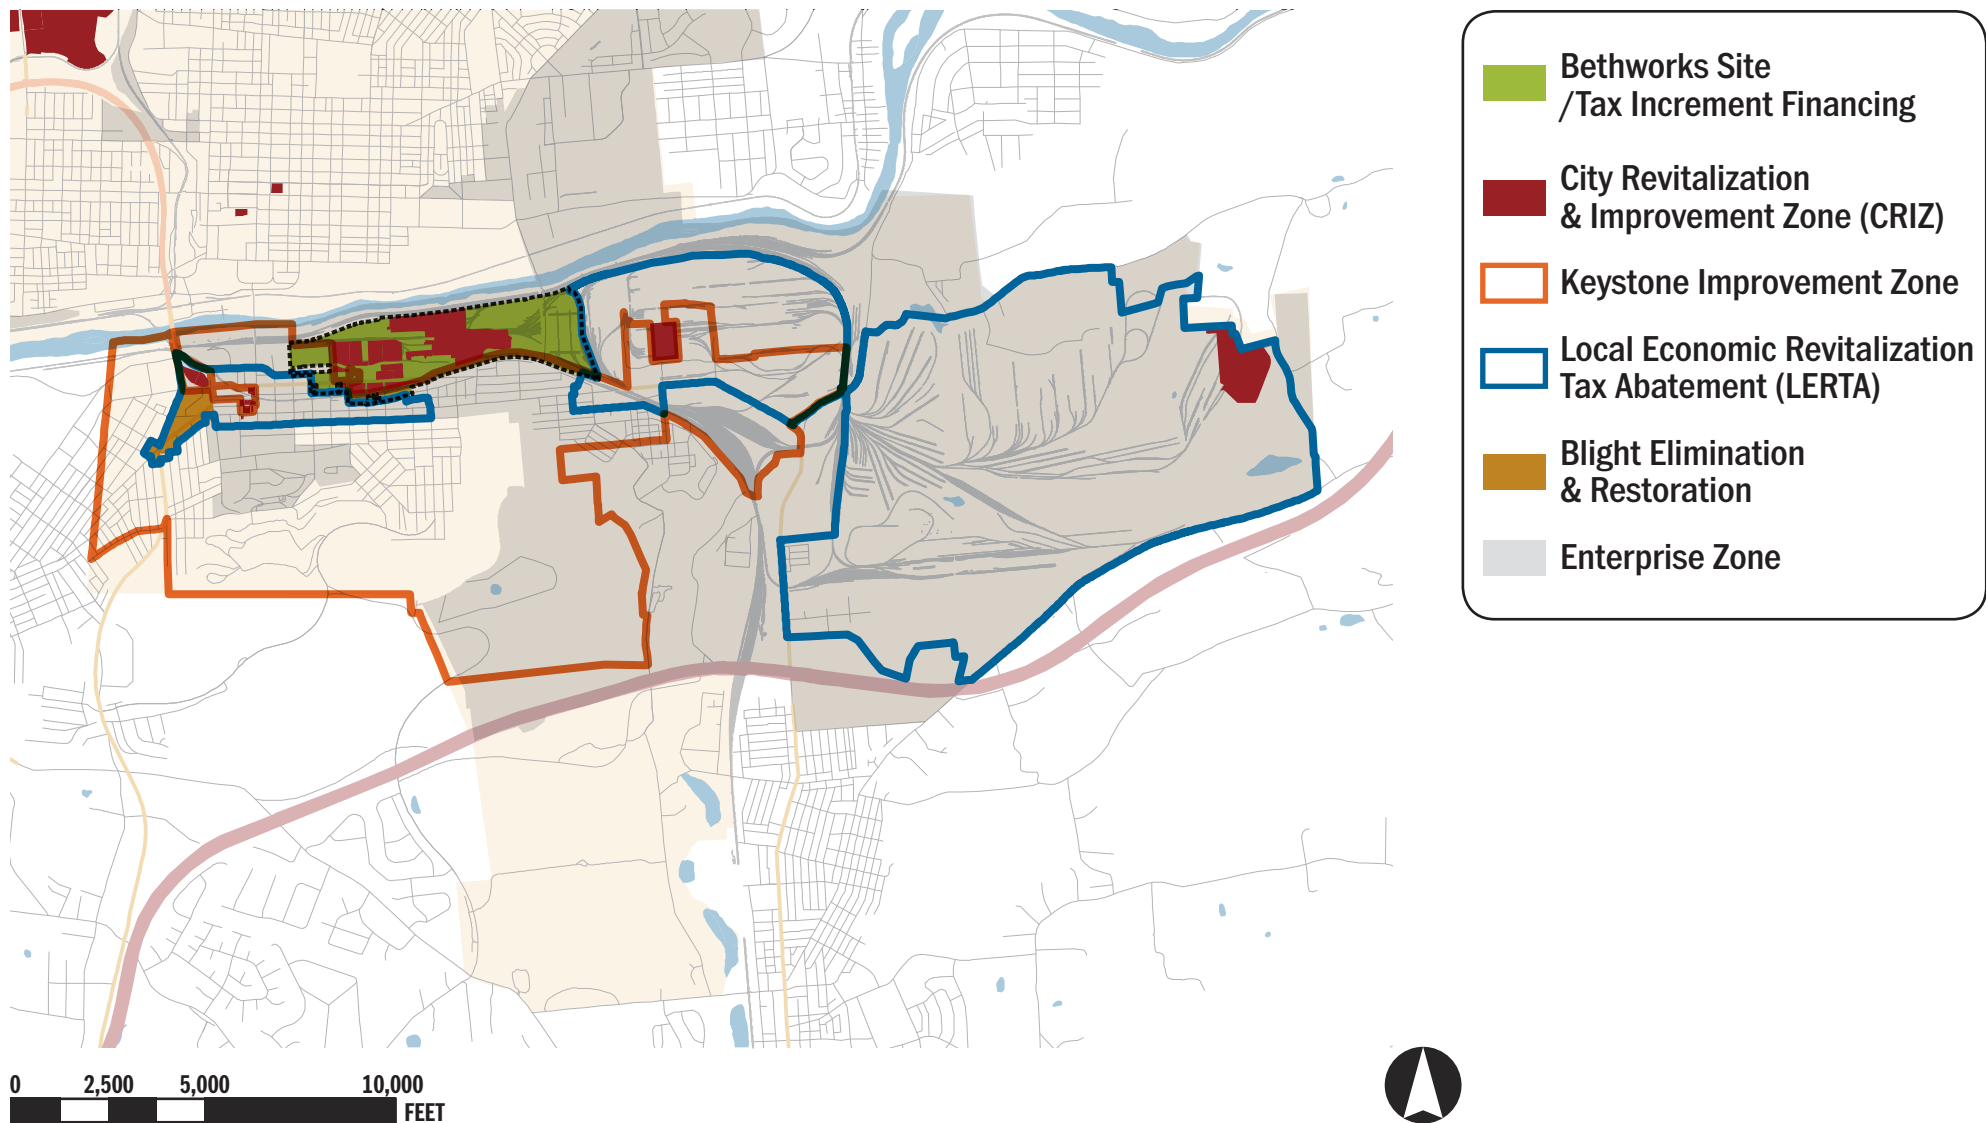 Bethworks Site
/Tax Increment Financing
City Revitalization
& Improvement Zone (CRIZ)
Keystone Improvement Zone
Local Economic Revitalization
Tax Abatement (LERTA)
Blight Elimination
& Restoration
Enterprise Zone
0 2,500 5,000 10,000
FEET